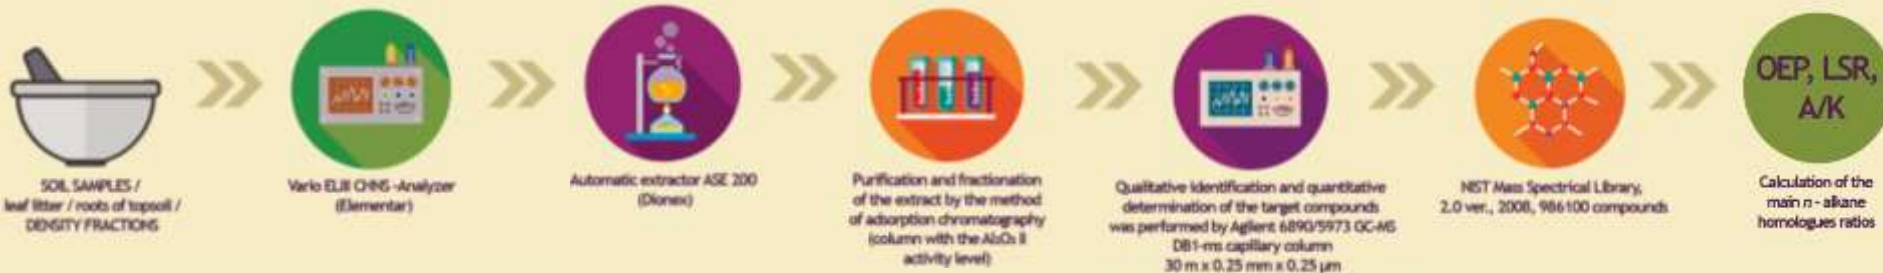 SOIL SAMPLES /
leaf litter / roots of topsoil /
DENSITY FRACTIONS
Vario ELIII CHNS -Analyzer
(Elementar)
Automatic extractor ASE 200
(Dionex)
Purification and fractionation
of the extract by the method
of adsorption chromatography
(column with the Al₂O₃ II
activity level)
Qualitative identification and quantitative
determination of the target compounds
was performed by Agilent 6890/5973 GC-MS
DB1-ms capillary column
30 m x 0.25 mm x 0.25 µm
NIST Mass Spectrical Library,
2.0 ver., 2008, 986100 compounds
OEP, LSR,
A/K
Calculation of the
main n - alkane
homologues ratios